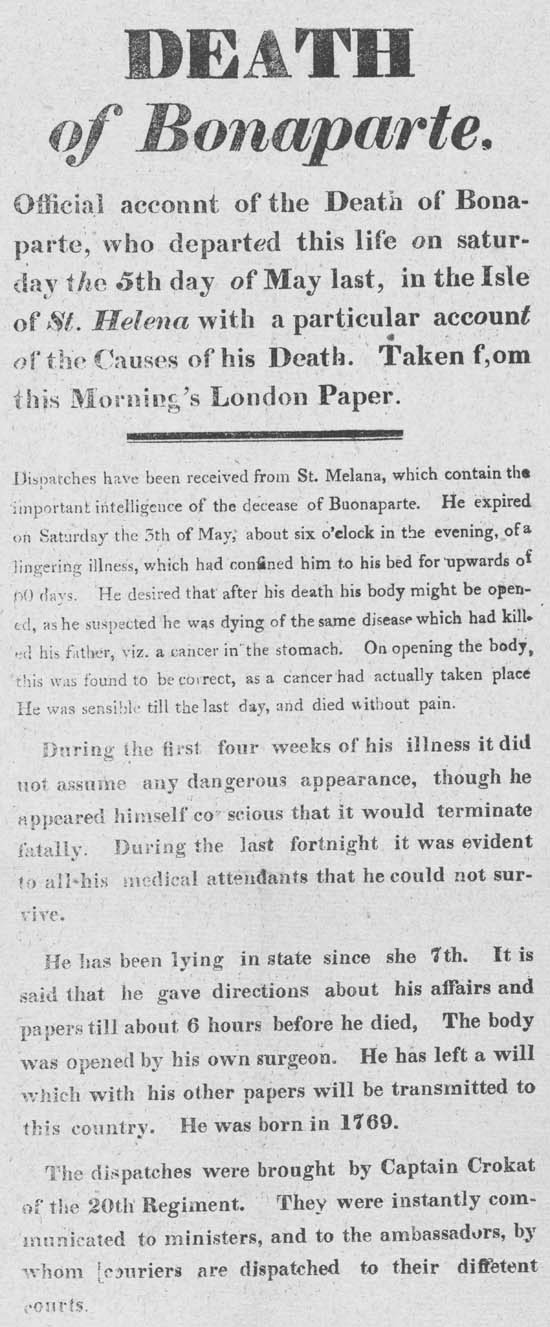 DEATH
of Bonaparte.
Official acconnt of the Death of Bona-
parte, who departed this life on satur-
day the 5th day of May last, in the Isle
of St. Helena with a particular account
of the Causes of his Death. Taken f,om
this Morning's London Paper.
Dispatches have been received from St. Melana, which contain the
important intelligence of the decease of Buonaparte. He expired
on Saturday the 5th of May, about six o'clock in the evening, of a
lingering illness, which had confined him to his bed for upwards of
60 days. He desired that after his death his body might be open-
ed, as he suspected he was dying of the same disease which had kill-
ed his father, viz. a cancer in the stomach. On opening the body,
this was found to be correct, as a cancer had actually taken place
He was sensible till the last day, and died without pain.
During the first four weeks of his illness it did
not assume any dangerous appearance, though he
appeared himself co scious that it would terminate
fatally. During the last fortnight it was evident
to all his medical attendants that he could not sur-
vive.
He has been lying in state since she 7th. It is
said that he gave directions about his affairs and
papers till about 6 hours before he died, The body
was opened by his own surgeon. He has left a will
which with his other papers will be transmitted to
this country. He was born in 1769.
The dispatches were brought by Captain Crokat
of the 20th Regiment. They were instantly com-
municated to ministers, and to the ambassadors, by
whom [couriers are dispatched to their diffetent
courts.